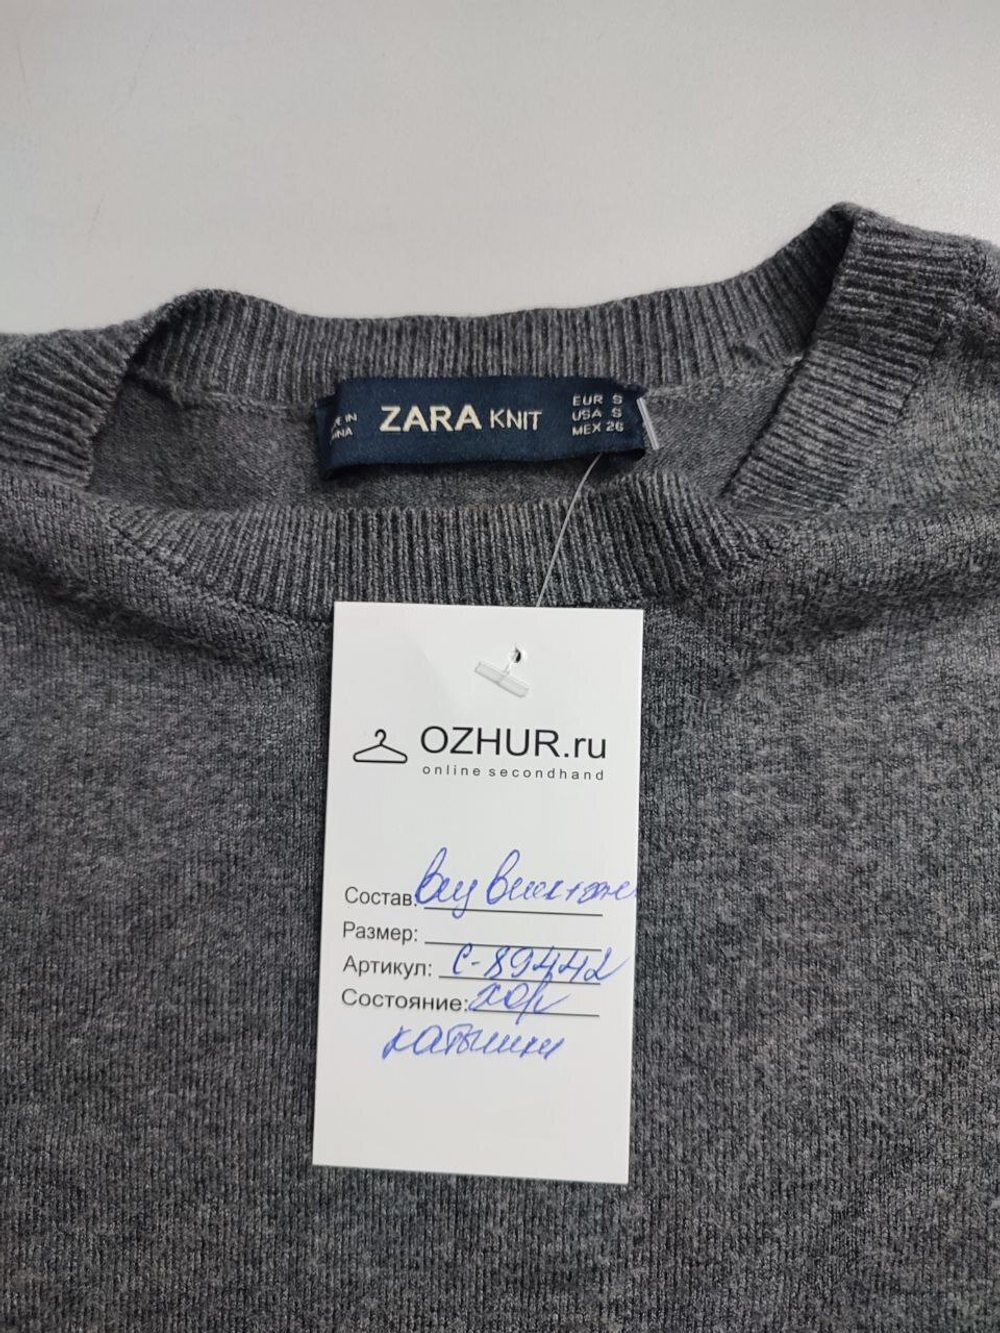 ZARA KNIT
EUR S
USA S
MEX 26
OZHUR.ru
online secondhand
Состав:
Размер:
Артикул: С-89442
Состояние: хор
катышки